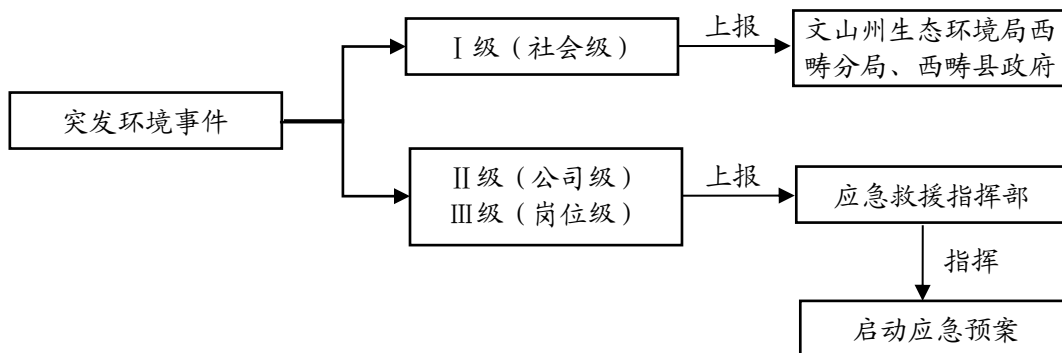 Ⅰ级（社会级）
上报
文山州生态环境局西
畴分局、西畴县政府
突发环境事件
Ⅱ级（公司级）
Ⅲ级（岗位级）
上报
应急救援指挥部
指挥
启动应急预案